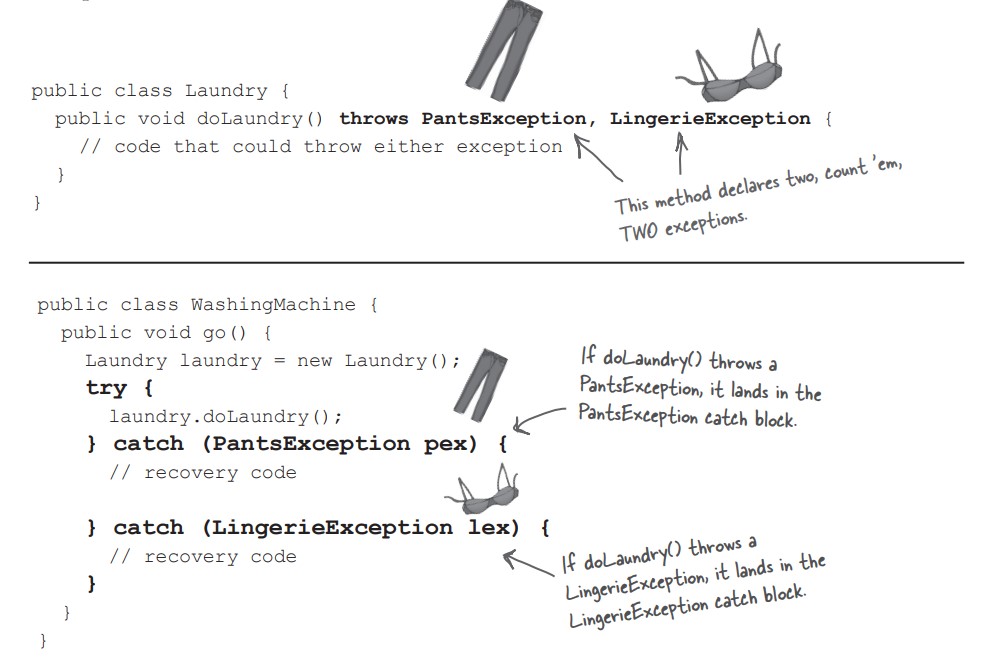 public class Laundry {
public void doLaundry() throws PantsException, LingerieException {
// code that could throw either exception
}
}
This method declares two, count 'em,
TWO exceptions.
public class WashingMachine {
public void go() {
Laundry laundry = new Laundry();
try {
laundry.doLaundry();
} catch (PantsException pex) {
// recovery code
If doLaundry() throws a
PantsException, it lands in the
PantsException catch block.
} catch (LingerieException lex) {
// recovery code
}
If doLaundry() throws a
LingerieException, it lands in the
LingerieException catch block.
}
}